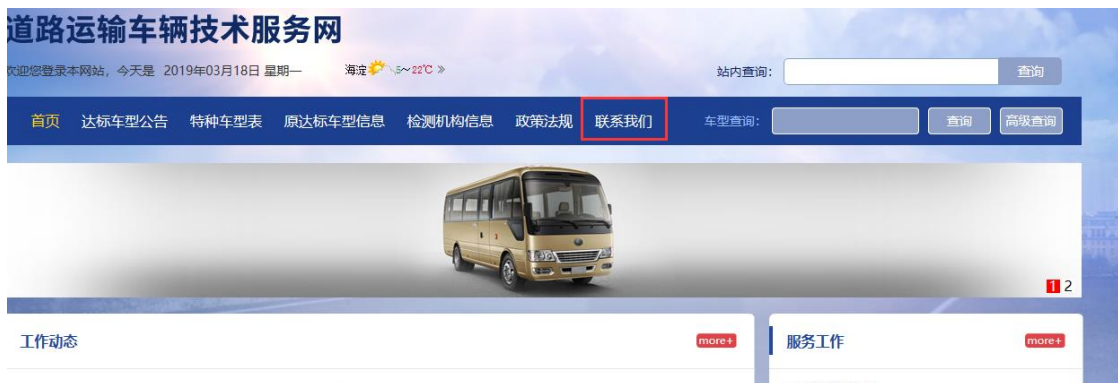 道路运输车辆技术服务网
欢迎您登录本网站，今天是 2019年03月18日 星期一 海淀 5~22℃ » 站内查询： 查询
首页 达标车型公告 特种车型表 原达标车型信息 检测机构信息 政策法规 联系我们 车型查询： 查询 高级查询
1 2
工作动态 more+ 服务工作 more+